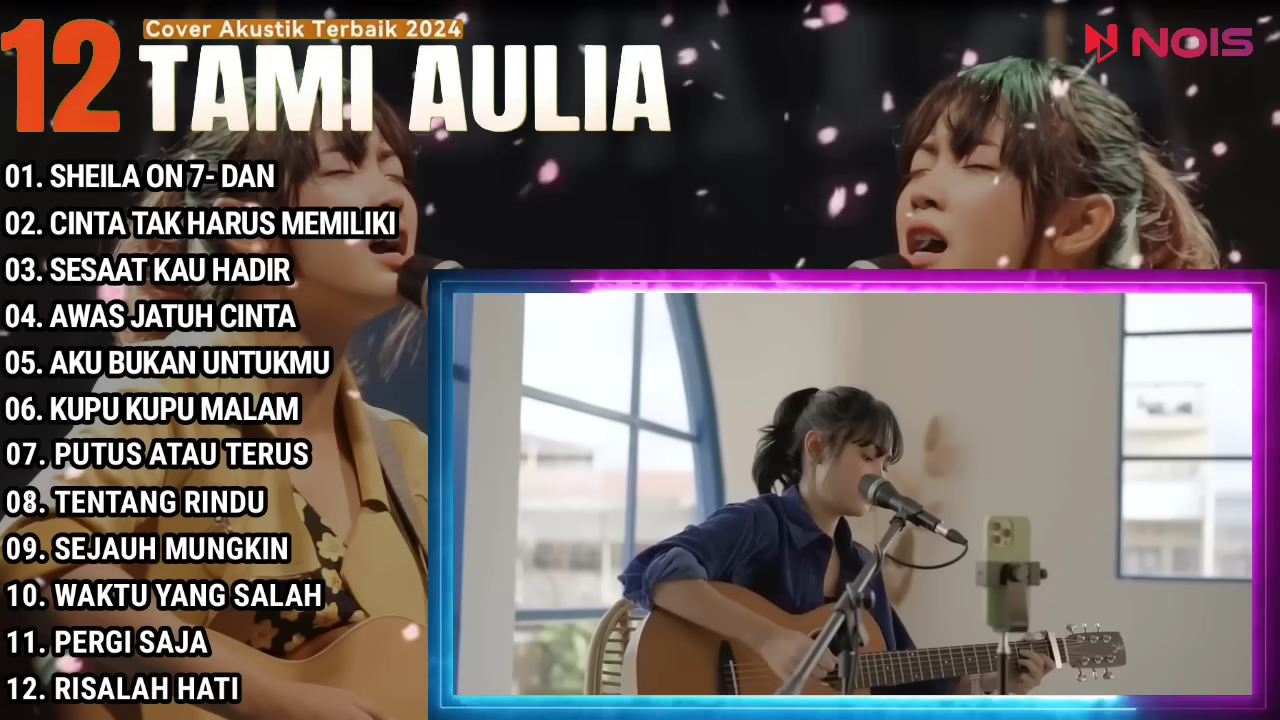 12
Cover Akustik Terbaik 2024
TAMI AULIA
NOIS
01. SHEILA ON 7- DAN
02. CINTA TAK HARUS MEMILIKI
03. SESAAT KAU HADIR
04. AWAS JATUH CINTA
05. AKU BUKAN UNTUKMU
06. KUPU KUPU MALAM
07. PUTUS ATAU TERUS
08. TENTANG RINDU
09. SEJAUH MUNGKIN
10. WAKTU YANG SALAH
11. PERGI SAJA
12. RISALAH HATI